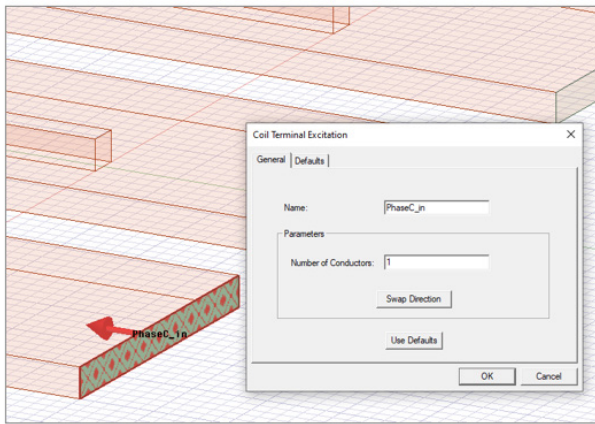 Coil Terminal Excitation
General
Defaults
Name:
PhaseC_in
Parameters
Number of Conductors:
1
Swap Direction
Use Defaults
OK
Cancel
PhaseC_in